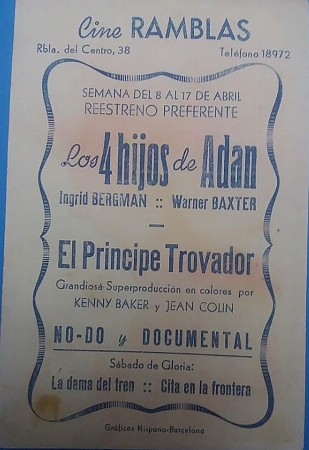 Cine RAMBLAS
Rbla. del Centro, 38 Teléfono 18972
SEMANA DEL 8 AL 17 DE ABRIL
REESTRENO PREFERENTE
Los 4 hijos de Adan
Ingrid BERGMAN :: Warner BAXTER
—
El Principe Trovador
Grandiosa Superproducción en colores por
KENNY BAKER y JEAN COLIN
NO-DO y DOCUMENTAL
Sábado de Gloria:
La dama del tren :: Cita en la frontera
Gráficas Hispano-Barcelona